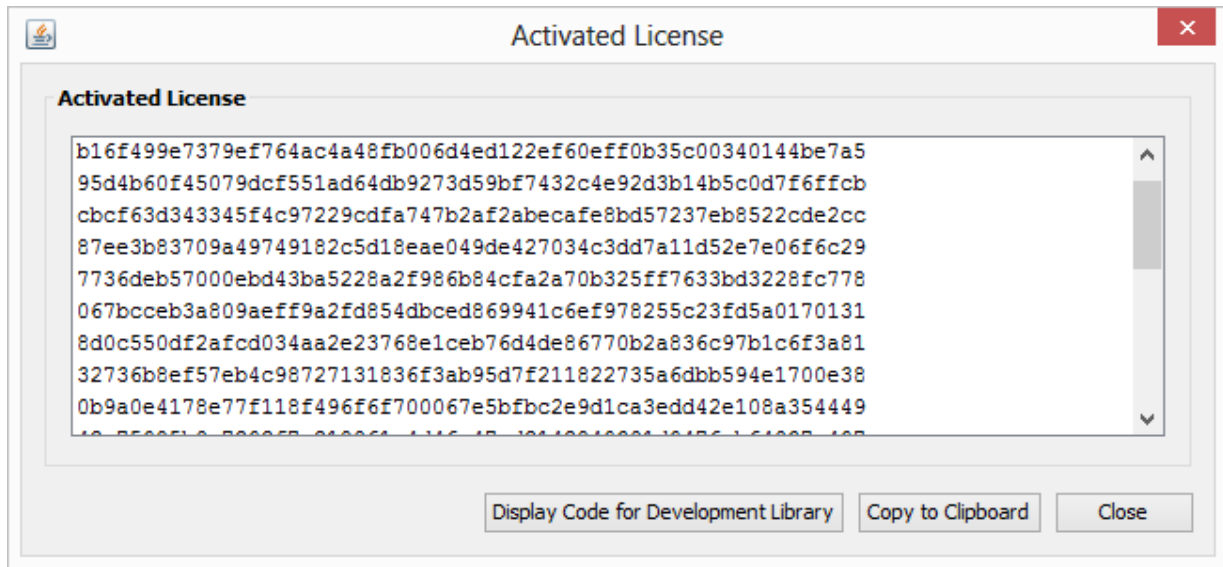 Activated License
Activated License
b16f499e7379ef764ac4a48fb006d4ed122ef60eff0b35c00340144be7a5
95d4b60f45079dcf551ad64db9273d59bf7432c4e92d3b14b5c0d7f6ffcb
cbcf63d343345f4c97229cdfa747b2af2abecafe8bd57237eb8522cde2cc
87ee3b83709a49749182c5d18eae049de427034c3dd7a11d52e7e06f6c29
7736deb57000ebd43ba5228a2f986b84cfa2a70b325ff7633bd3228fc778
067bcceb3a809aeff9a2fd854dbced869941c6ef978255c23fd5a0170131
8d0c550df2afcd034aa2e23768e1ceb76d4de86770b2a836c97b1c6f3a81
32736b8ef57eb4c98727131836f3ab95d7f211822735a6dbb594e1700e38
0b9a0e4178e77f118f496f6f700067e5bfbc2e9d1ca3edd42e108a354449
Display Code for Development Library Copy to Clipboard Close